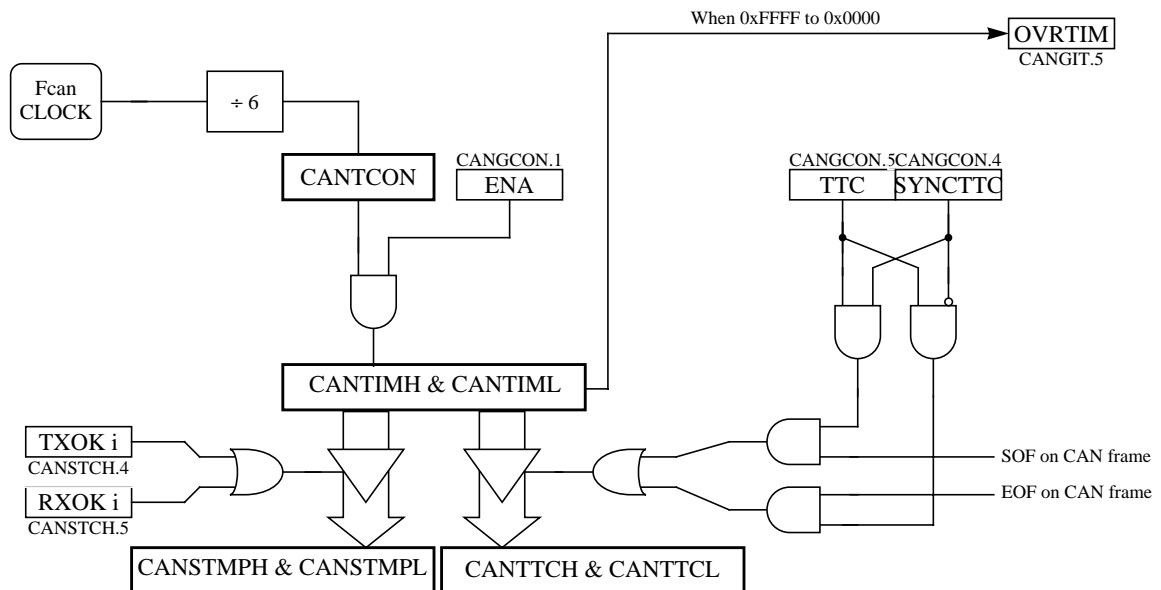 When 0xFFFF to 0x0000
OVRTIM
CANGIT.5
Fcan
CLOCK
÷ 6
CANTCON
CANGCON.1
ENA
CANGCON.5
CANGCON.4
TTC
SYNCTTC
CANTIMH & CANTIML
TXOK i
CANSTCH.4
RXOK i
CANSTCH.5
SOF on CAN frame
EOF on CAN frame
CANSTMPH & CANSTMPL
CANTTCH & CANTTCL